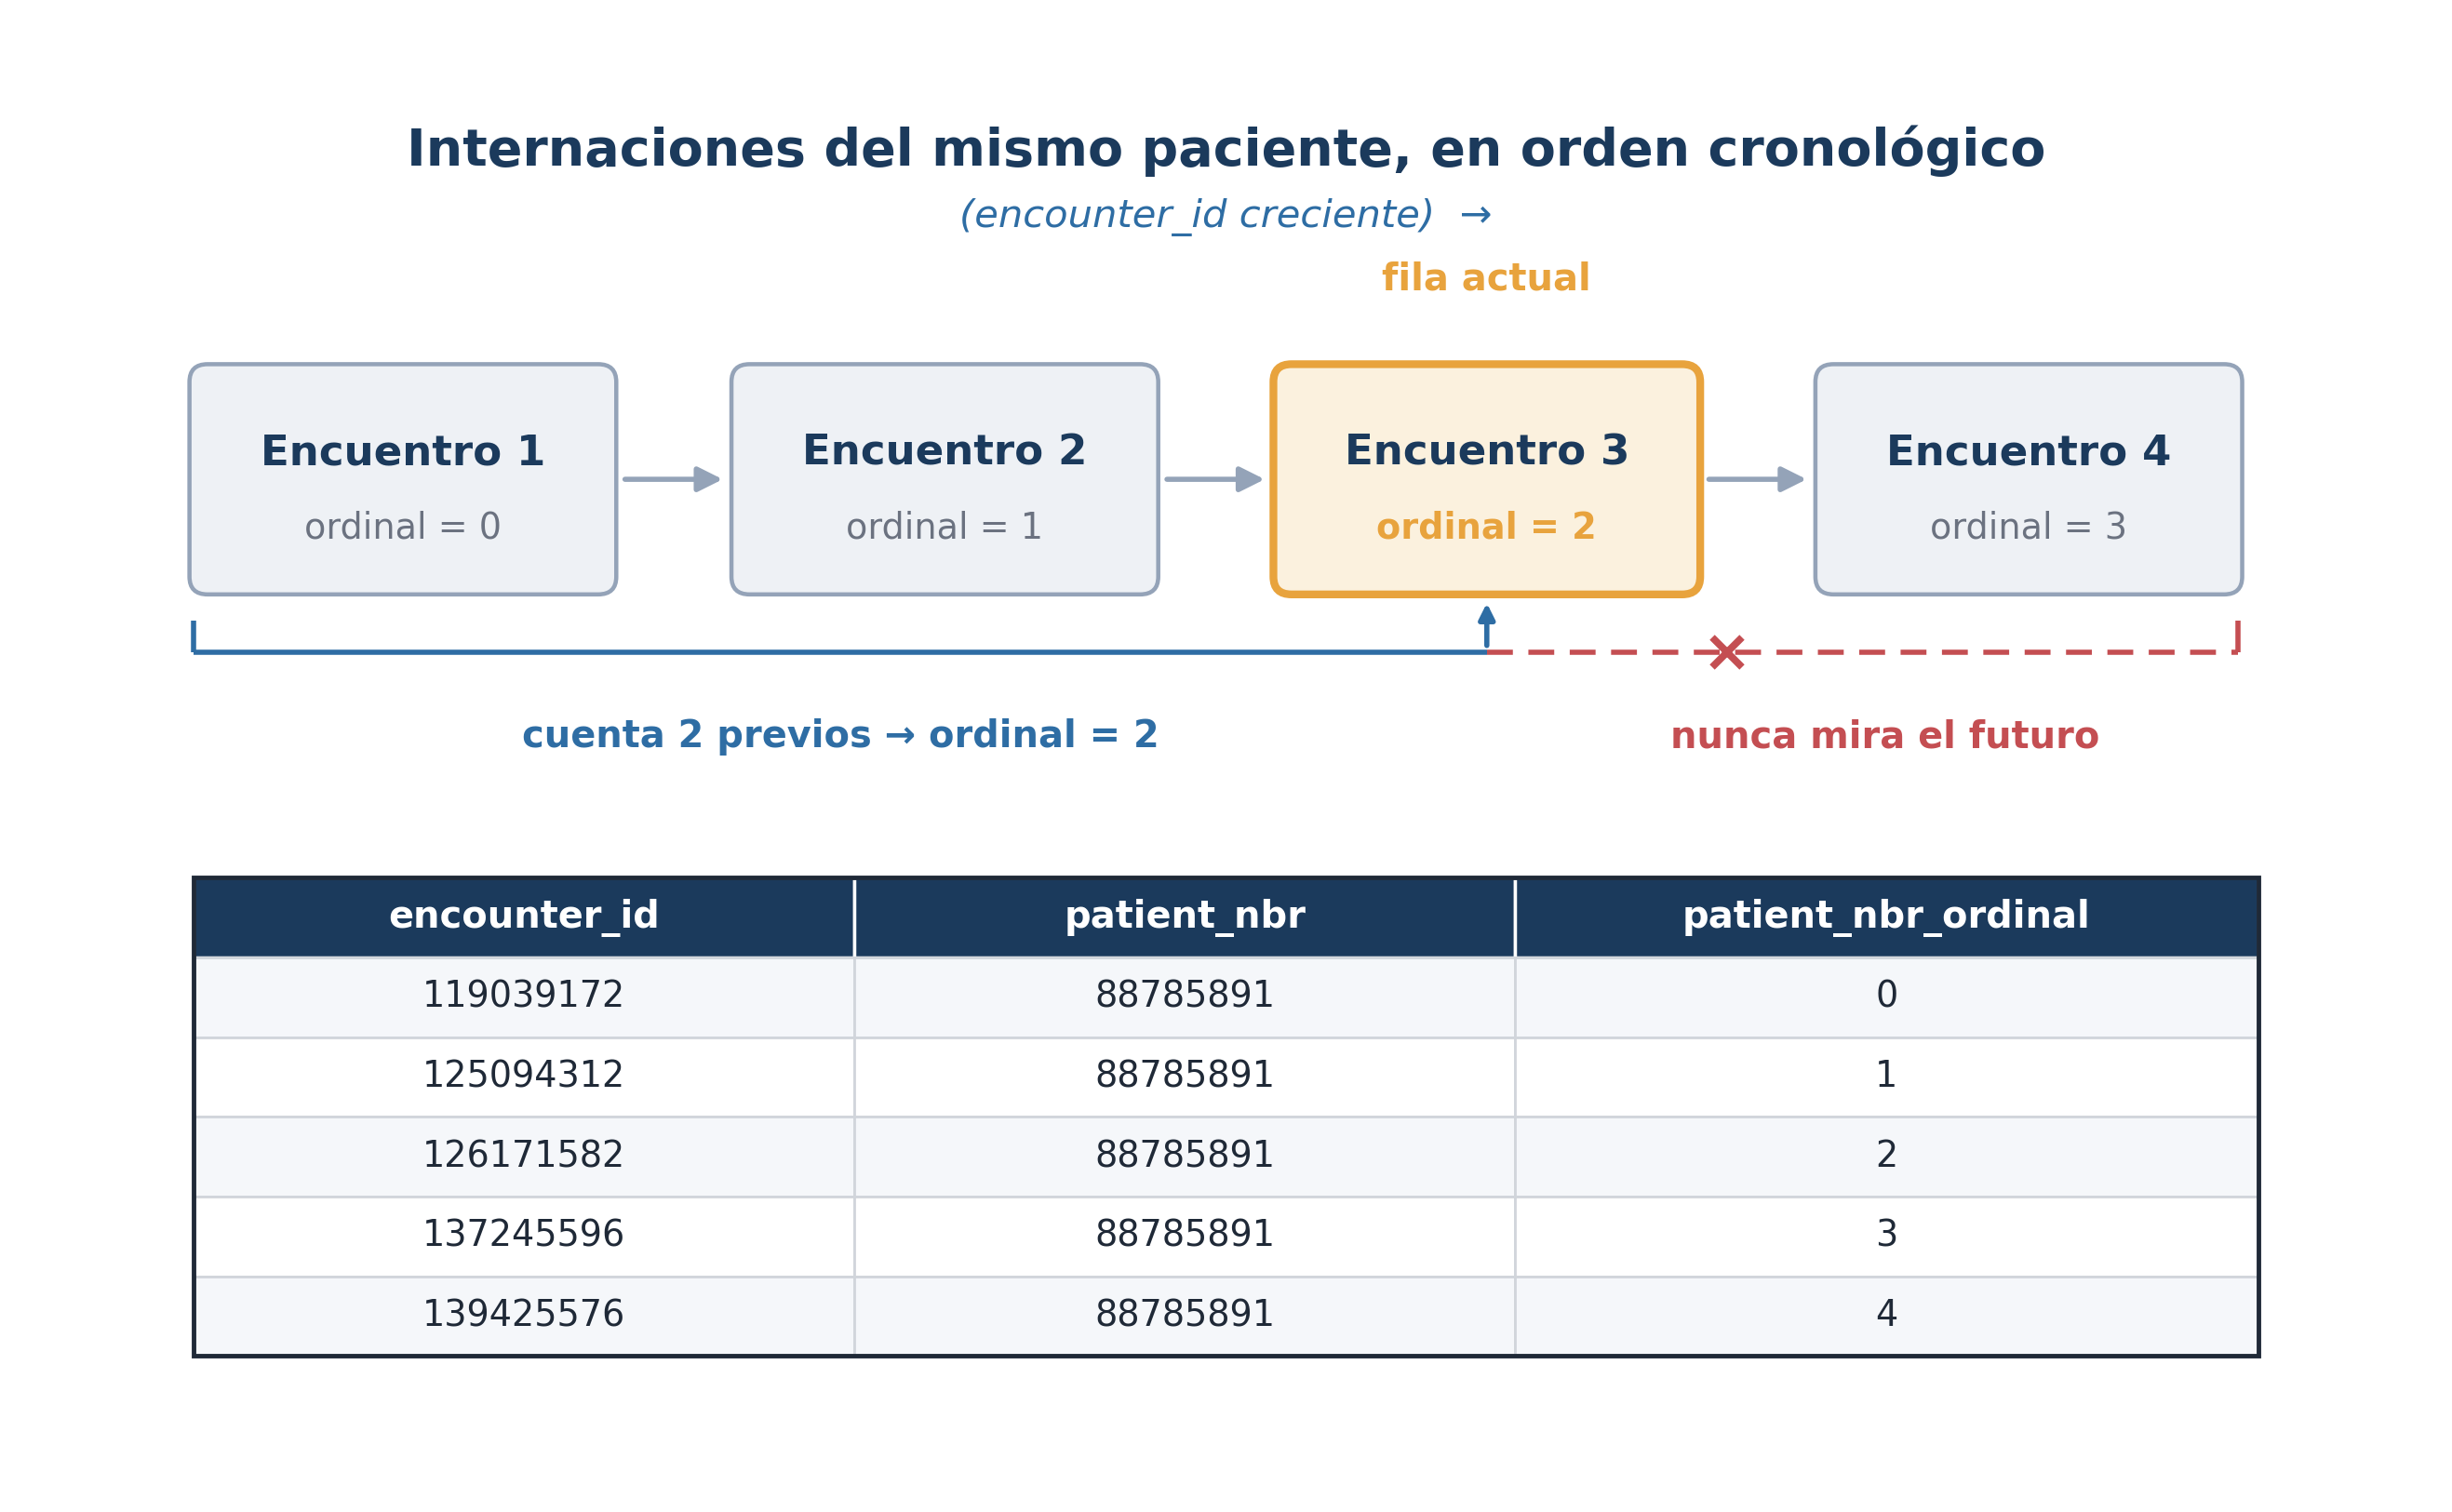 Internaciones del mismo paciente, en orden cronológico
(encounter_id creciente) →
fila actual
Encuentro 1 Encuentro 2 Encuentro 3 Encuentro 4
ordinal = 0 ordinal = 1 ordinal = 2 ordinal = 3
cuenta 2 previos → ordinal = 2 nunca mira el futuro
encounter_id patient_nbr patient_nbr_ordinal
119039172 88785891 0
125094312 88785891 1
126171582 88785891 2
137245596 88785891 3
139425576 88785891 4